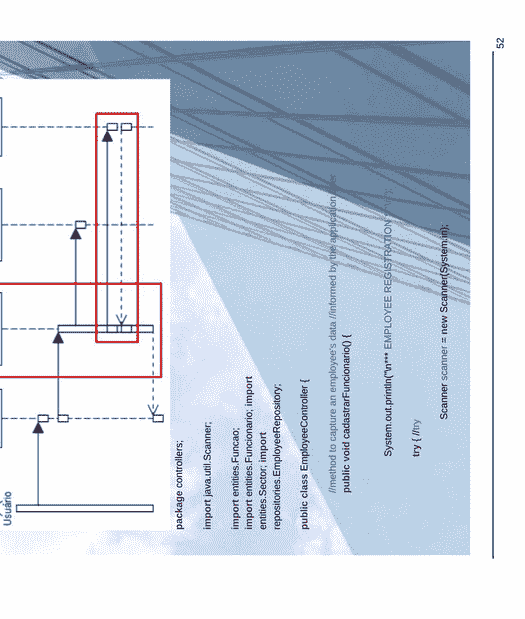 52
Usuário
package controllers;
import java.util.Scanner;
import entities.Funcao;
import entities.Funcionario; import
entities.Sector; import
repositories.EmployeeRepository;
public class EmployeeController {
//method to capture an employee's data //informed by the application
public void cadastrarFuncionario() {
System.out.println("\n*** EMPLOYEE REGISTRATION
try { //try
Scanner scanner = new Scanner(System.in);